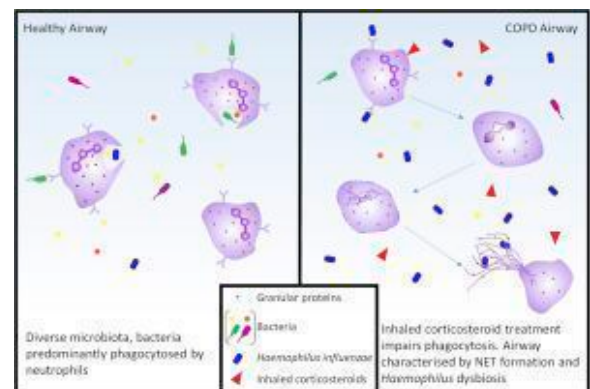 Healthy Airway
COPD Airway
Granular proteins
Bacteria
Haemophilus influenzae
Inhaled corticosteroids
Diverse microbiota, bacteria
predominantly phagocytosed by
neutrophils
Inhaled corticosteroid treatment
impairs phagocytosis. Airway
characterised by NET formation and
Haemophilus dysbiosis